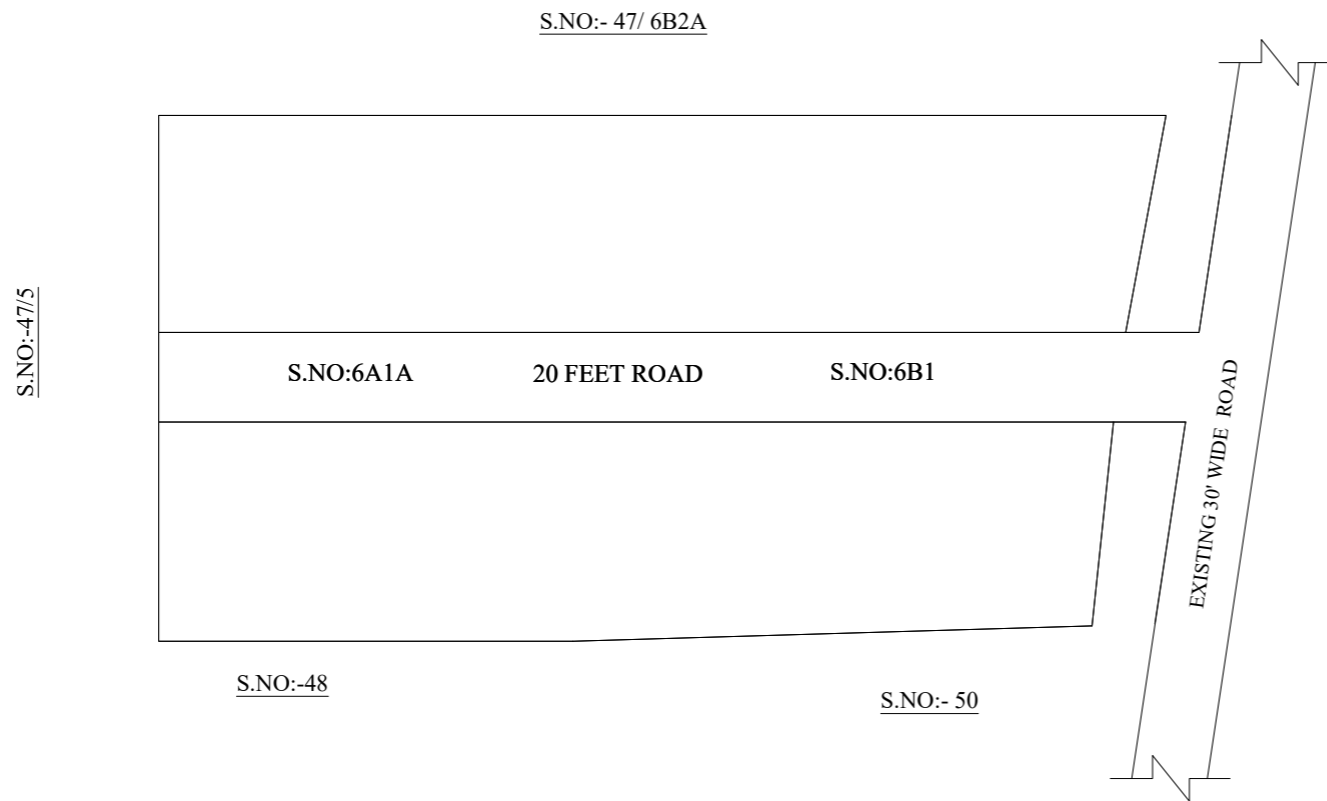 S.NO:- 47/ 6B2A
S.NO:-47/5
S.NO:6A1A
20 FEET ROAD
S.NO:6B1
EXISTING 30' WIDE ROAD
S.NO:-48
S.NO:- 50